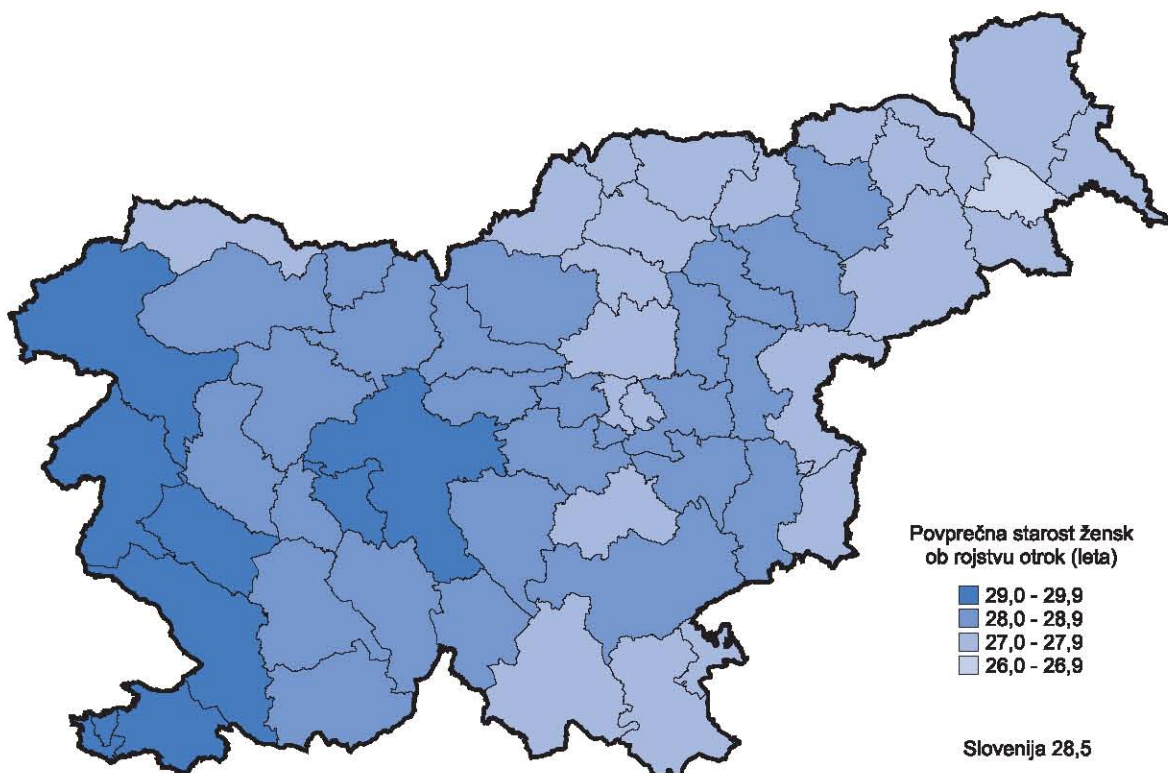 Povprečna starost žensk
ob rojstvu otrok (leta)
29,0 - 29,9
28,0 - 28,9
27,0 - 27,9
26,0 - 26,9
Slovenija 28,5